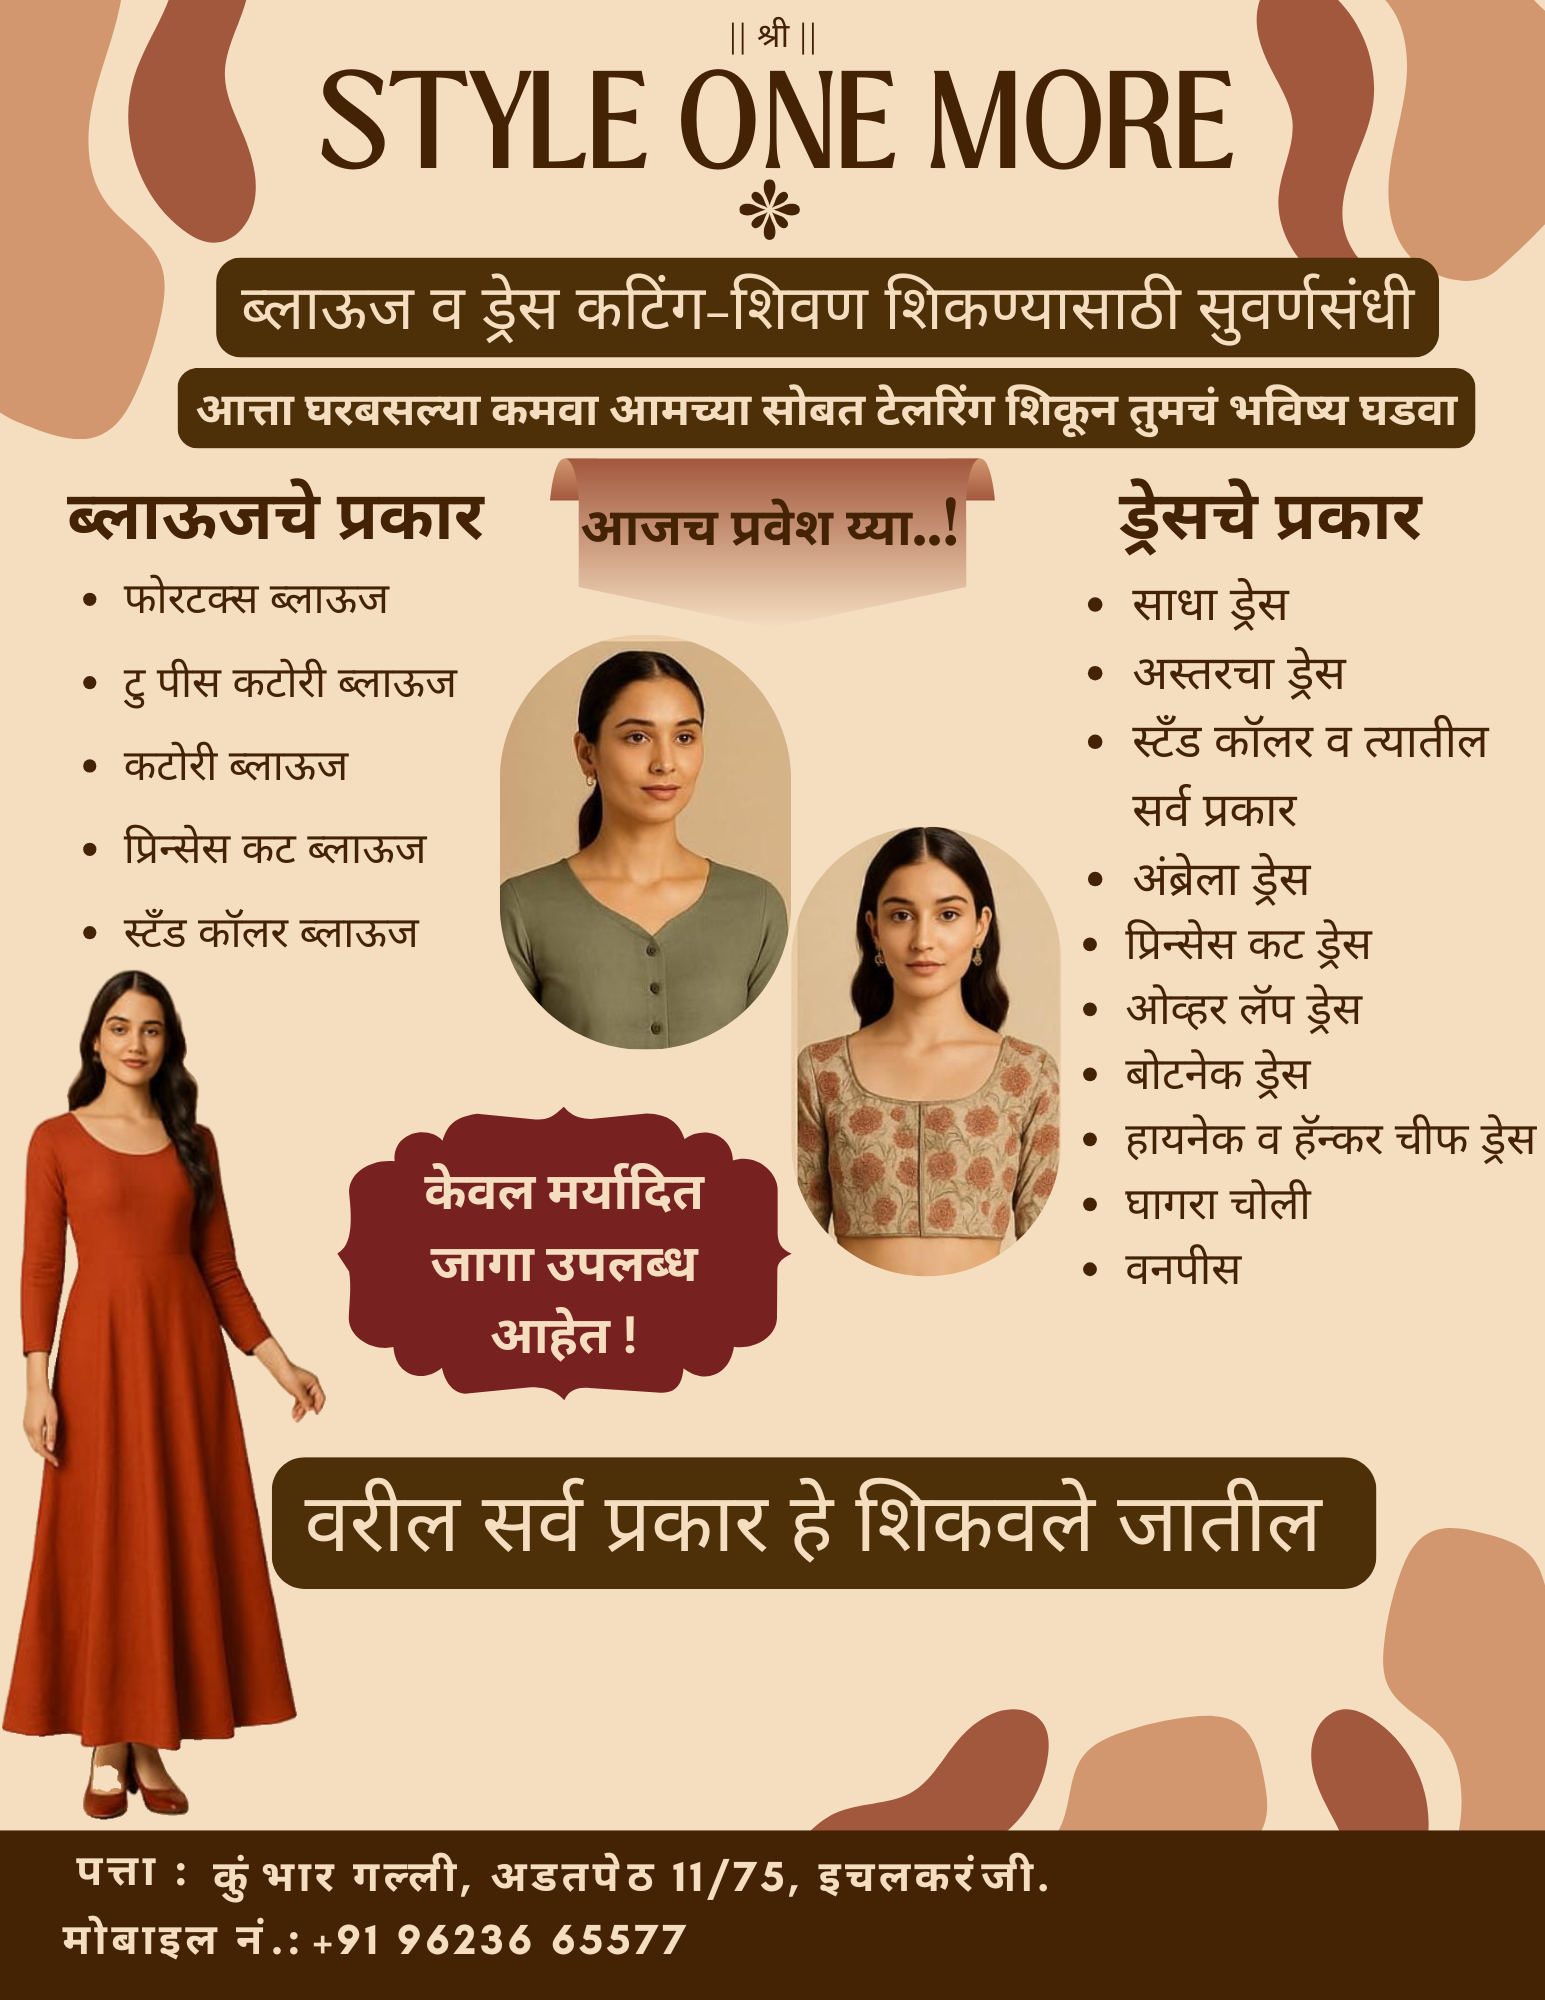 || श्री ||
STYLE ONE MORE
ब्लाऊज व ड्रेस कटिंग-शिवण शिकण्यासाठी सुवर्णसंधी
आत्ता घरबसल्या कमवा आमच्या सोबत टेलरिंग शिकून तुमचं भविष्य घडवा
आजच प्रवेश य्या..!
ब्लाऊजचे प्रकार
फोरटक्स ब्लाऊज
टु पीस कटोरी ब्लाऊज
कटोरी ब्लाऊज
प्रिन्सेस कट ब्लाऊज
स्टँड कॉलर ब्लाऊज
ड्रेसचे प्रकार
साधा ड्रेस
अस्तरचा ड्रेस
स्टँड कॉलर व त्यातील
सर्व प्रकार
अंब्रेला ड्रेस
प्रिन्सेस कट ड्रेस
ओव्हर लॅप ड्रेस
बोटनेक ड्रेस
हायनेक व हॅन्कर चीफ ड्रेस
घागरा चोली
वनपीस
केवल मर्यादित
जागा उपलब्ध
आहेत !
वरील सर्व प्रकार हे शिकवले जातील
पत्ता : कुंभार गल्ली, अडतपेठ 11/75, इचलकरंजी.
मोबाइल नं.: +91 96236 65577